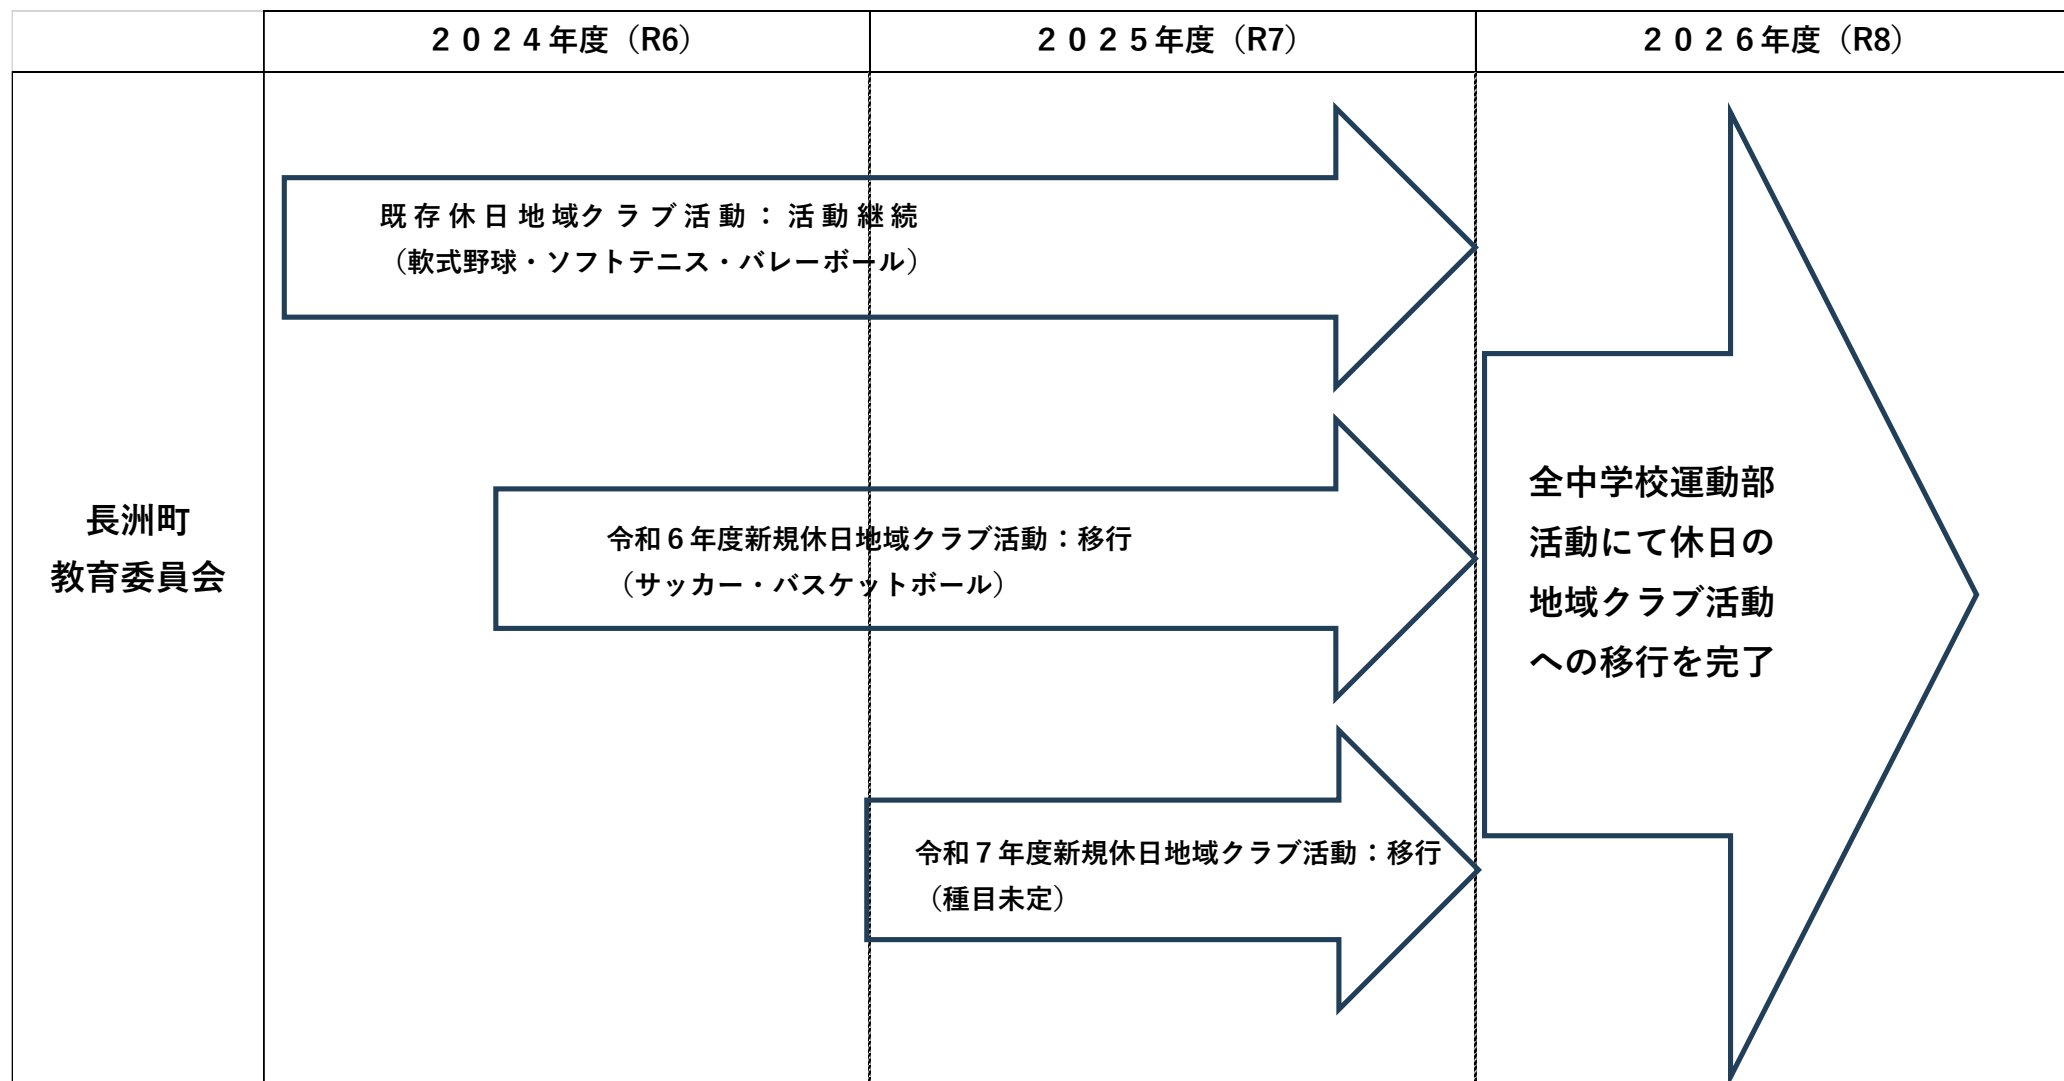 ２０２４年度（R6）
２０２５年度（R7）
２０２６年度（R8）
長洲町
教育委員会
既存休日地域クラブ活動：活動継続
（軟式野球・ソフトテニス・バレーボール）
令和６年度新規休日地域クラブ活動：移行
（サッカー・バスケットボール）
令和７年度新規休日地域クラブ活動：移行
（種目未定）
全中学校運動部
活動にて休日の
地域クラブ活動
への移行を完了